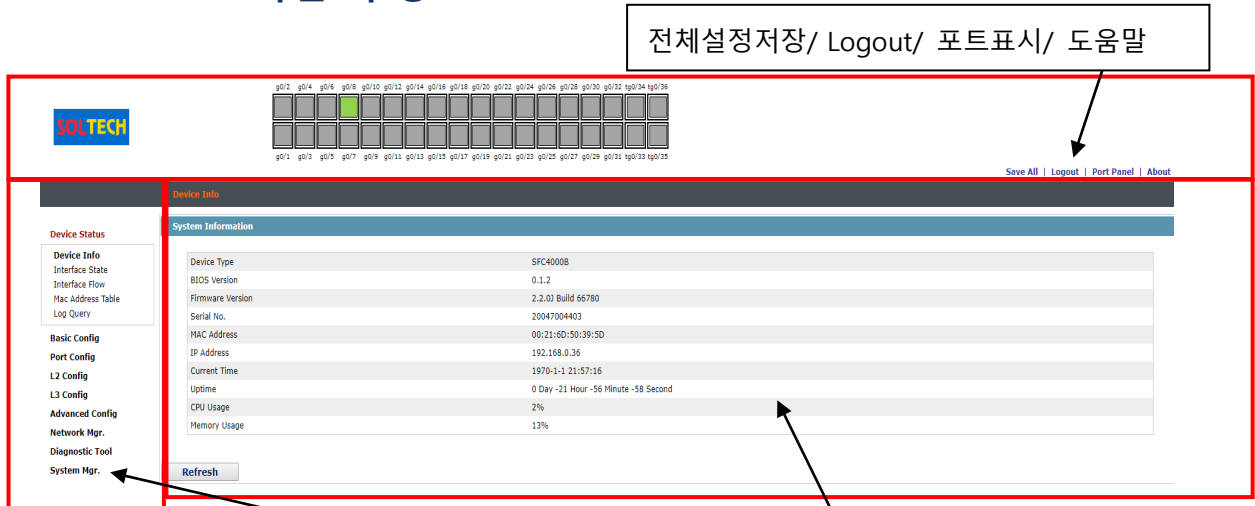 전체설정저장/ Logout/ 포트표시/ 도움말
g0/2 g0/4 g0/6 g0/8 g0/10 g0/12 g0/14 g0/16 g0/18 g0/20 g0/22 g0/24 g0/26 g0/28 g0/30 g0/32 tg0/34 tg0/36
SOLTECH
g0/1 g0/3 g0/5 g0/7 g0/9 g0/11 g0/13 g0/15 g0/17 g0/19 g0/21 g0/23 g0/25 g0/27 g0/29 g0/31 tg0/33 tg0/35
Save All | Logout | Port Panel | About
Device Info
Device Status
Device Info
Interface State
Interface Flow
Mac Address Table
Log Query
Basic Config
Port Config
L2 Config
L3 Config
Advanced Config
Network Mgr.
Diagnostic Tool
System Mgr.
System Information
Device Type SFC4000B
BIOS Version 0.1.2
Firmware Version 2.2.0J Build 66780
Serial No. 20047004403
MAC Address 00:21:6D:50:39:5D
IP Address 192.168.0.36
Current Time 1970-1-1 21:57:16
Uptime 0 Day -21 Hour -56 Minute -58 Second
CPU Usage 2%
Memory Usage 13%
Refresh